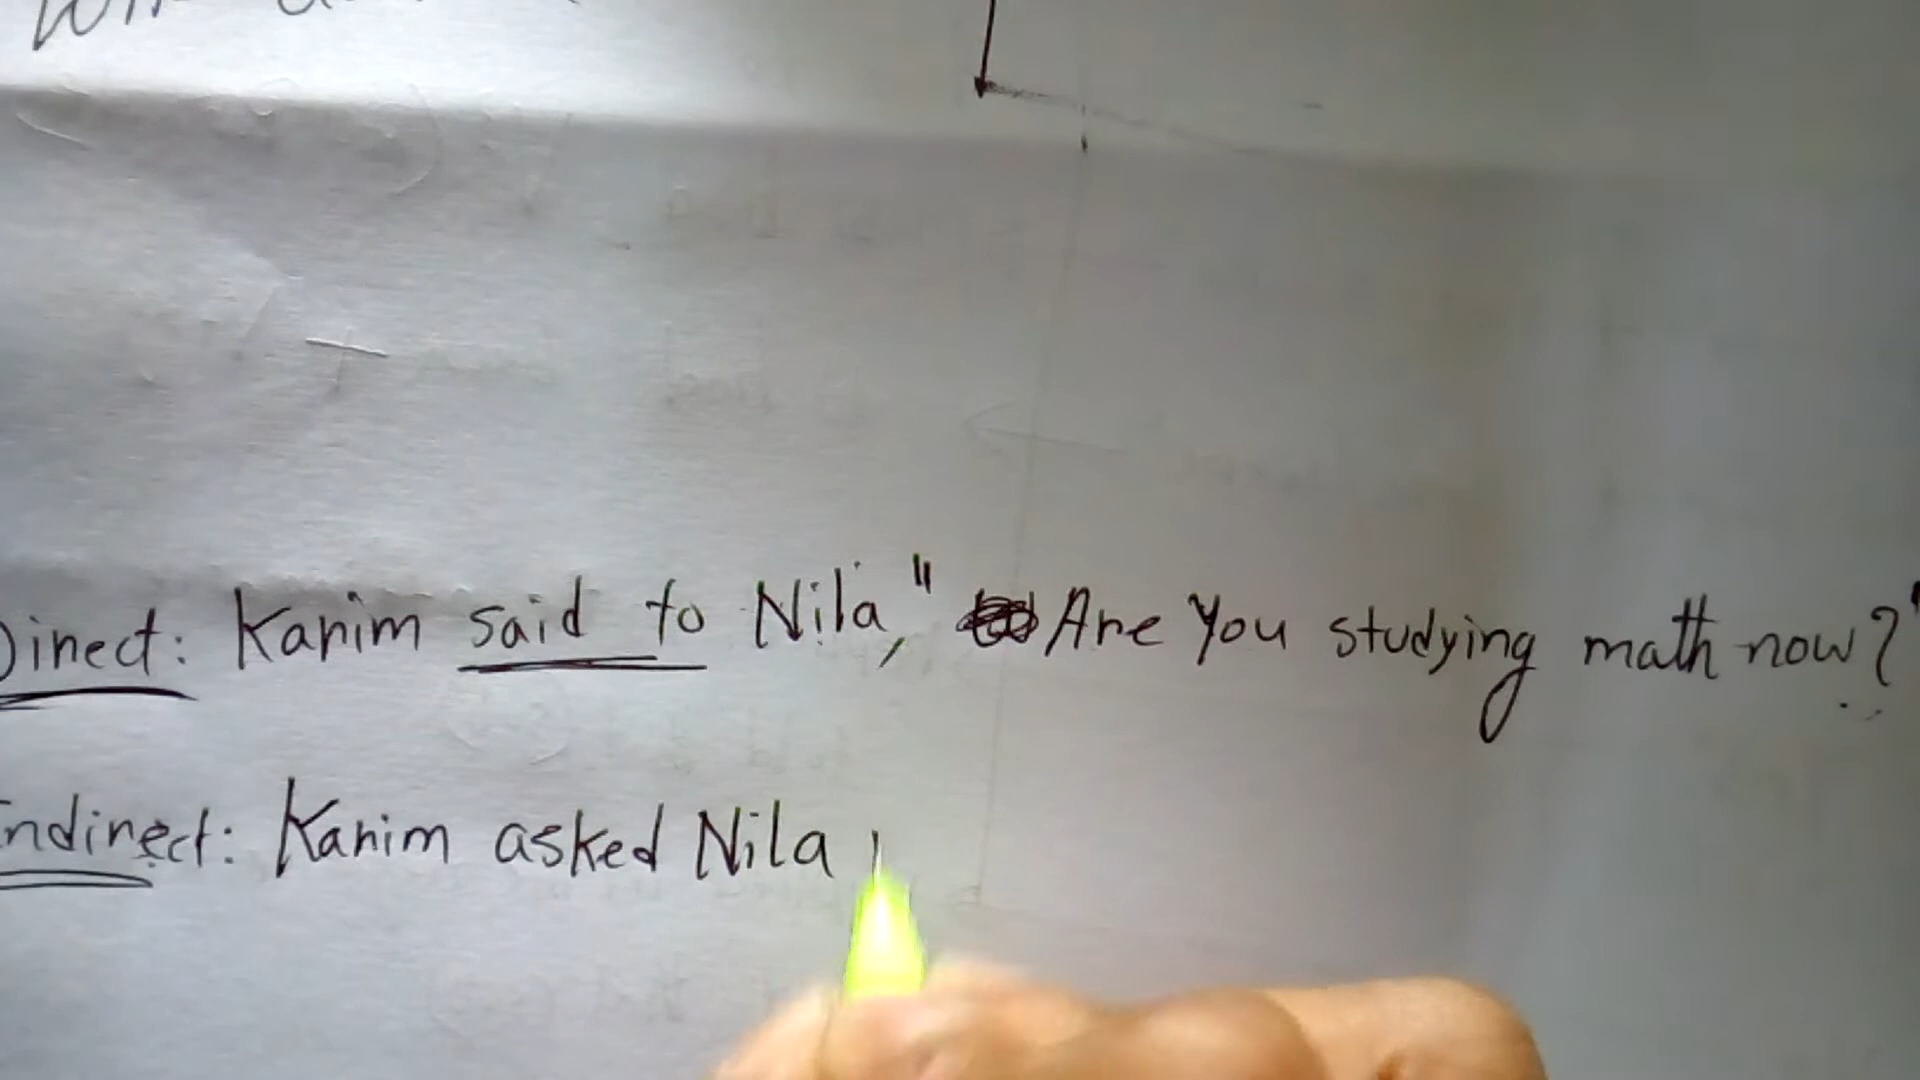 Direct: Karim said to Nila," Are you studying math now?"
Indirect: Karim asked Nila